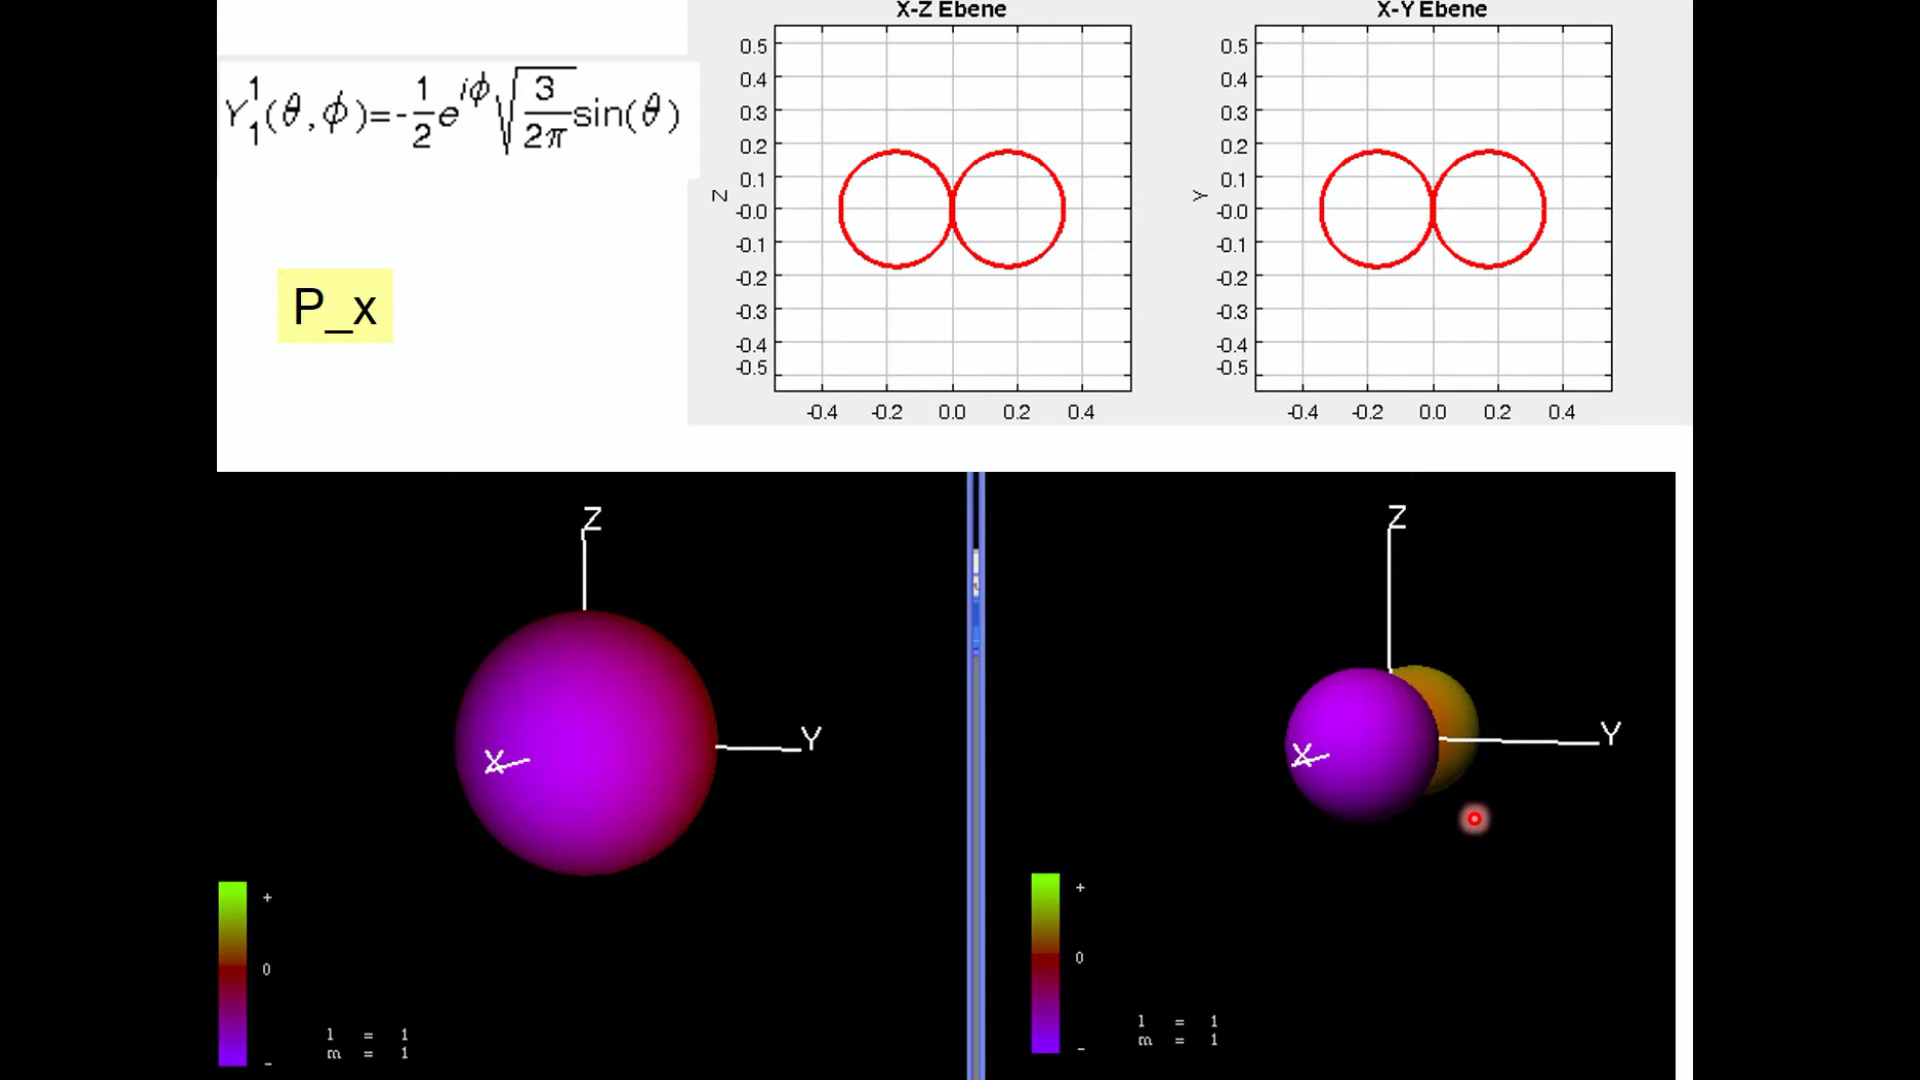 Y₁¹(θ,ϕ)=-1/2 e^{iϕ} √(3/2π) sin(θ)
P_x
X-Z Ebene
0.5
0.4
0.3
0.2
0.1
-0.0
-0.1
-0.2
-0.3
-0.4
-0.5
Z
-0.4 -0.2 0.0 0.2 0.4
X-Y Ebene
0.5
0.4
0.3
0.2
0.1
-0.0
-0.1
-0.2
-0.3
-0.4
-0.5
Y
-0.4 -0.2 0.0 0.2 0.4
Z
X
Y
+
0
-
l = 1
m = 1
Z
X
Y
+
0
-
l = 1
m = 1